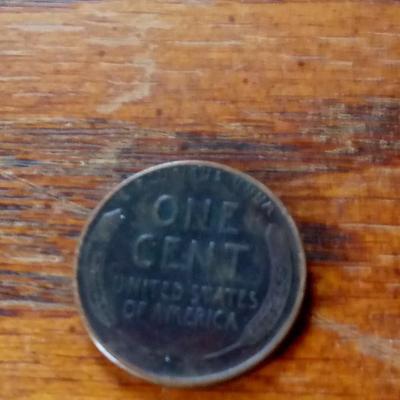 ONE
CENT
UNITED STATES
OF AMERICA